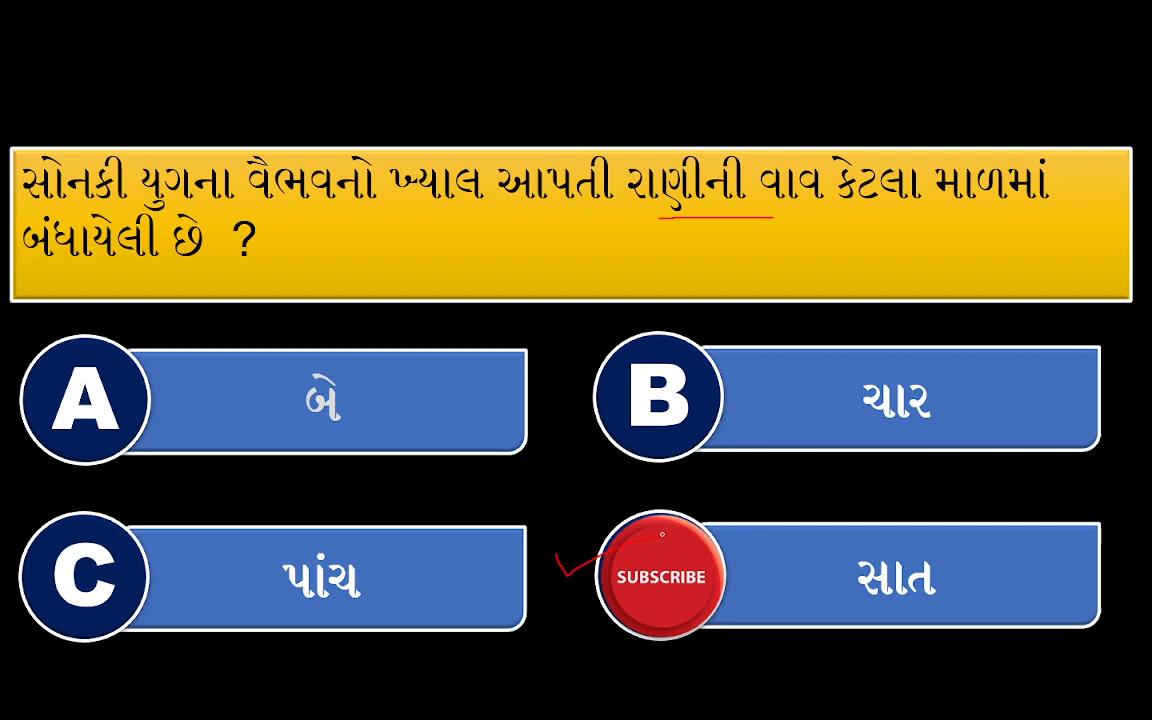 સોનકી યુગના વૈભવનો ખ્યાલ આપતી રાણીની વાવ કેટલા માળમાં
બંધાયેલી છે ?
A બે
B ચાર
C પાંચ
SUBSCRIBE સાત